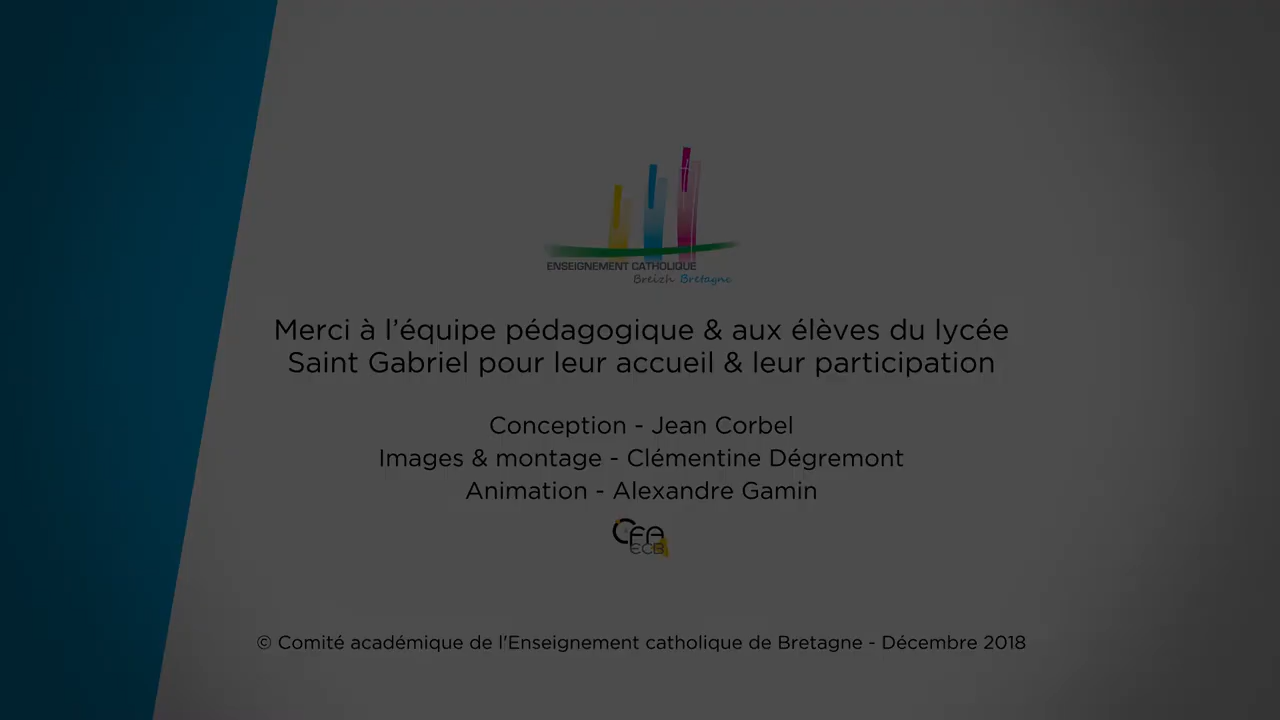 ENSEIGNEMENT CATHOLIQUE
Breizh Bretagne
Merci à l’équipe pédagogique & aux élèves du lycée
Saint Gabriel pour leur accueil & leur participation
Conception - Jean Corbel
Images & montage - Clémentine Dégremont
Animation - Alexandre Gamin
CFA
ECB
© Comité académique de l'Enseignement catholique de Bretagne - Décembre 2018